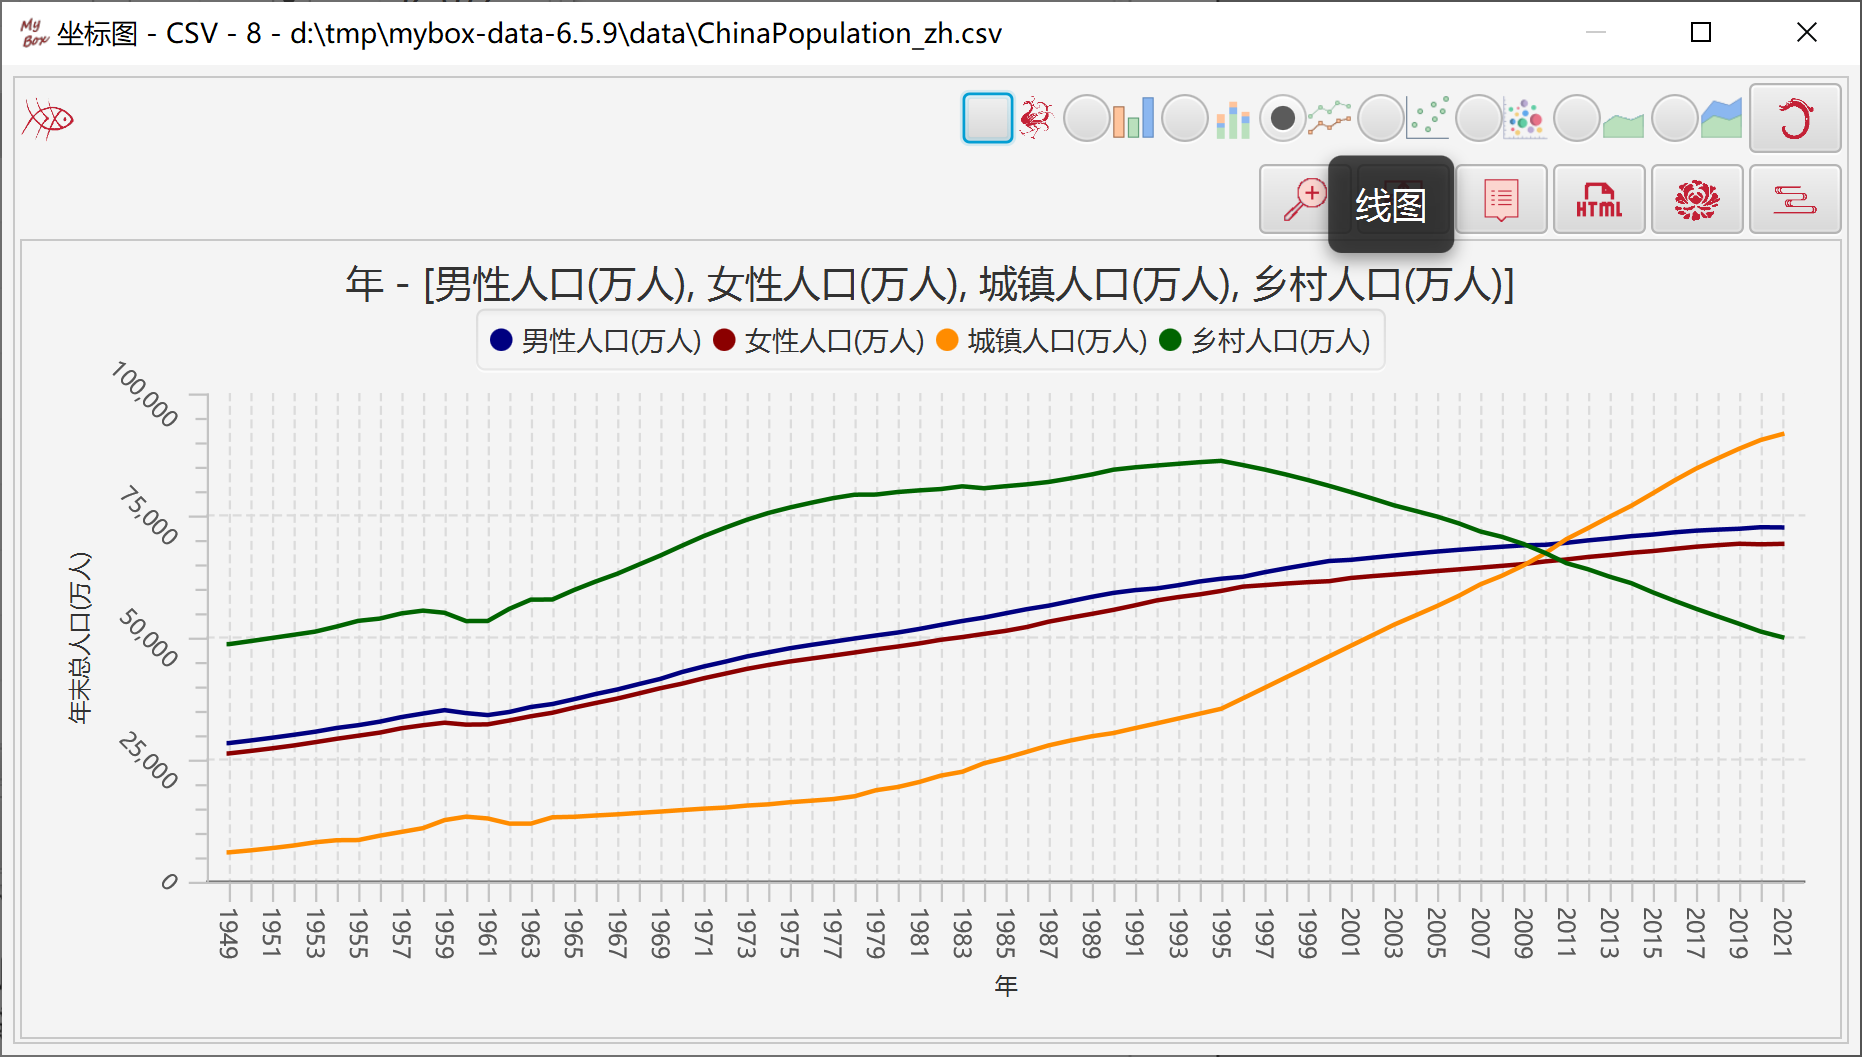 My Box 坐标图 - CSV - 8 - d:\tmp\mybox-data-6.5.9\data\ChinaPopulation_zh.csv
线图
HTML
年 - [男性人口(万人), 女性人口(万人), 城镇人口(万人), 乡村人口(万人)]
男性人口(万人) 女性人口(万人) 城镇人口(万人) 乡村人口(万人)
年末总人口(万人)
100,000
75,000
50,000
25,000
0
1949 1951 1953 1955 1957 1959 1961 1963 1965 1967 1969 1971 1973 1975 1977 1979 1981 1983 1985 1987 1989 1991 1993 1995 1997 1999 2001 2003 2005 2007 2009 2011 2013 2015 2017 2019 2021
年